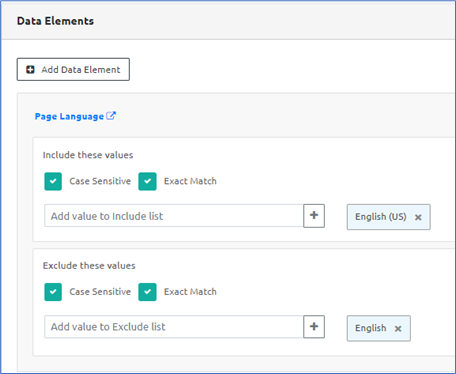 Data Elements
Add Data Element
Page Language
Include these values
Case Sensitive Exact Match
Add value to Include list + English (US) ×
Exclude these values
Case Sensitive Exact Match
Add value to Exclude list + English ×